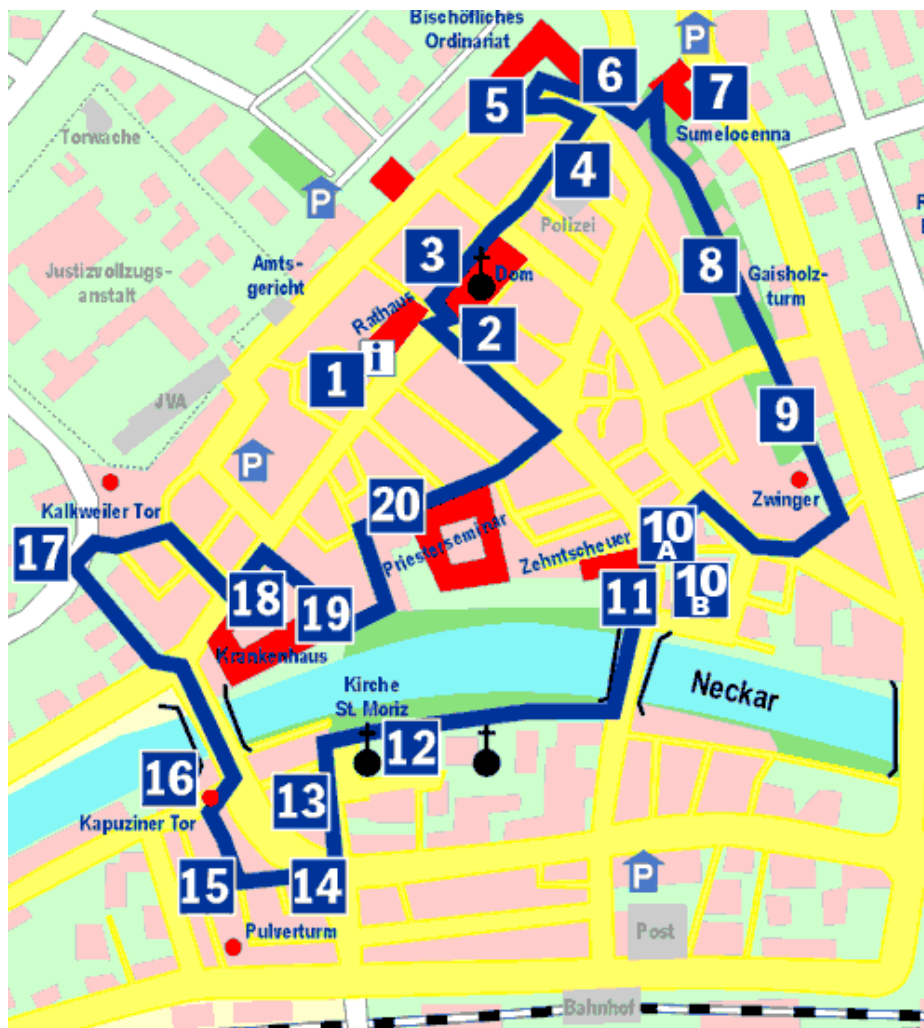 Bischöfliches
Ordinariat
P
6
5
7
Torwache
Sumelocenna
4
P
Polizei
3
Amts-
gericht
Dom
8
Gaisholz-
turm
Justizvollzugs-
anstalt
Rathaus
2
i
1
JVA
9
P
Kalkweiler Tor
20
Zwinger
Priesterseminar
17
10
A
Zehntscheuer
18
19
11
10
B
Krankenhaus
Kirche
St. Moriz
Neckar
12
16
13
Kapuziner Tor
15
14
P
Pulverturm
Post
Bahnhof